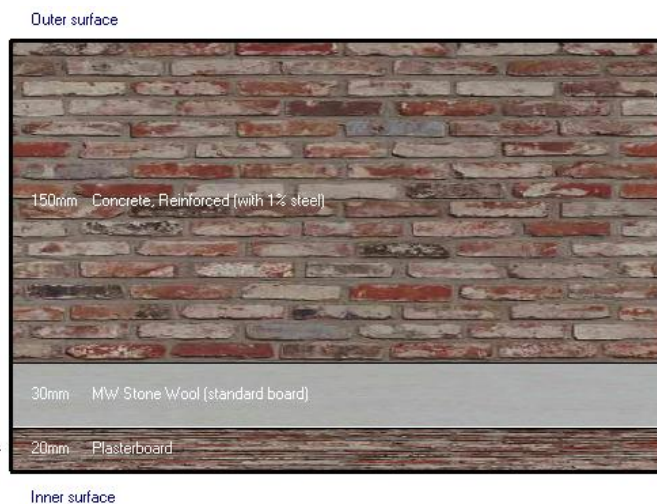 Outer surface
150mm Concrete, Reinforced (with 1% steel)
30mm MW Stone Wool (standard board)
20mm Plasterboard
Inner surface